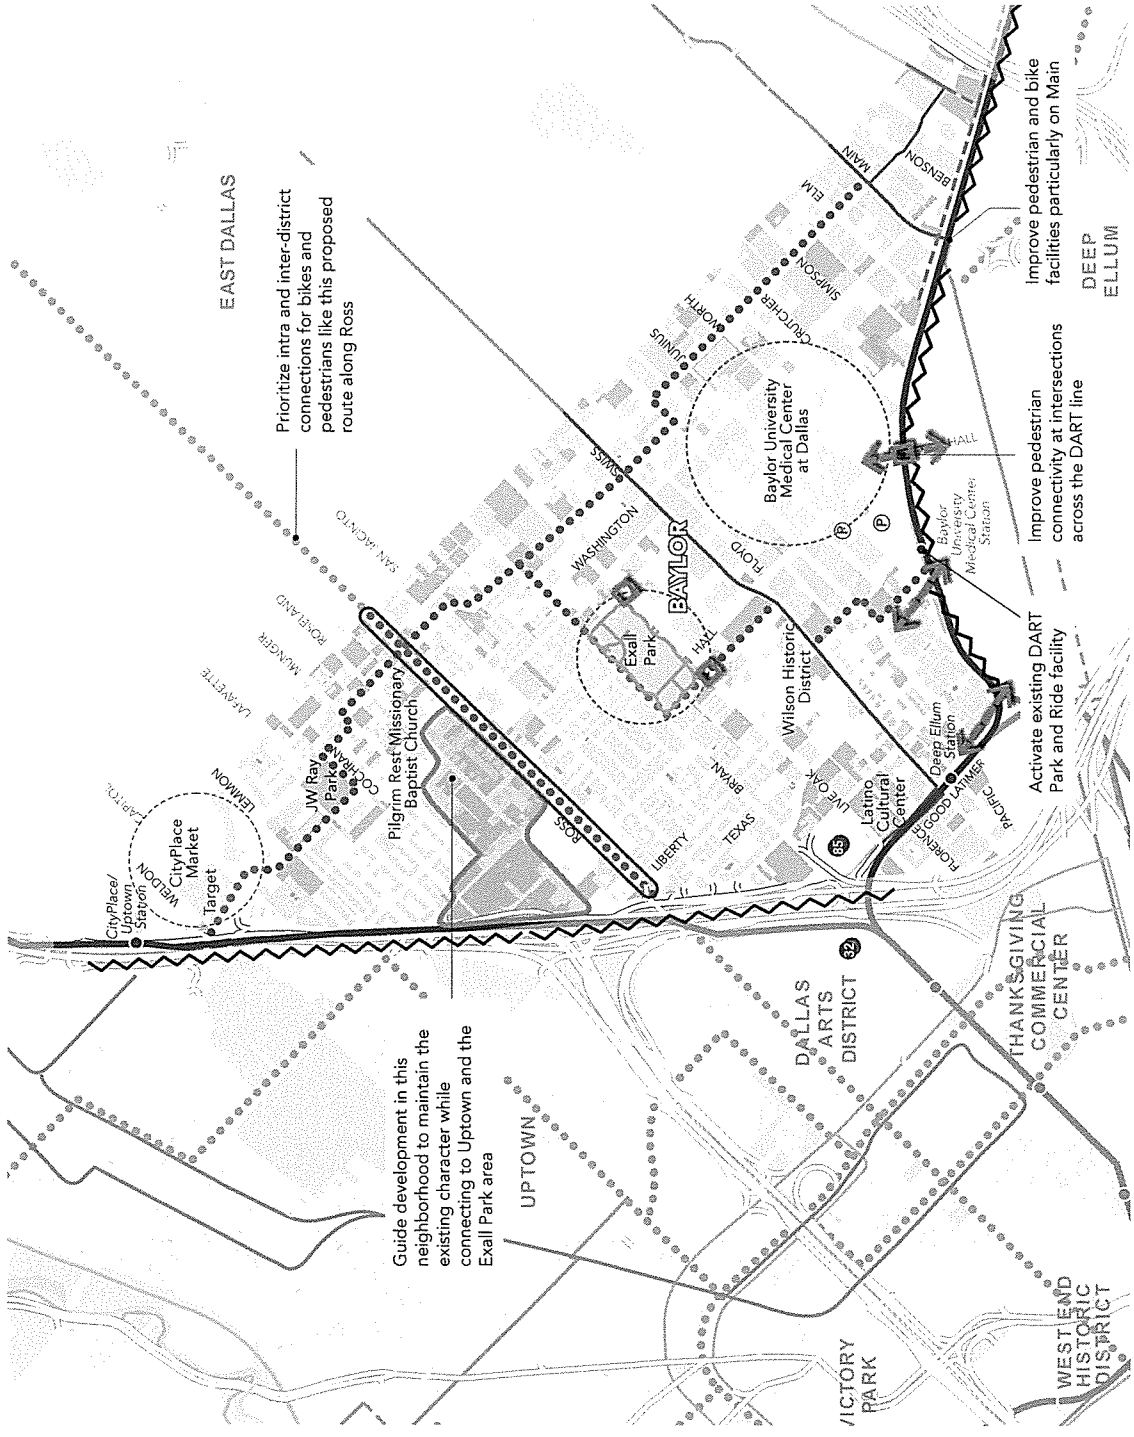 EAST DALLAS
Prioritize intra and inter-district
connections for bikes and
pedestrians like this proposed
route along Ross
Guide development in this
neighborhood to maintain the
existing character while
connecting to Uptown and the
Exall Park area
UPTOWN
CityPlace/
Uptown
Station
CityPlace
Market
Target
WELDON
CAPITOL
LEMMON
LAFAYETTE
MUNGER
ROSELAND
SAN JACINTO
JW Ray
Park
COCHRAN
Pilgrim Rest Missionary
Baptist Church
ROSS
LIBERTY
TEXAS
BRYAN
LIVE OAK
SWISS
WASHINGTON
BAYLOR
Exall
Park
HALL
FLOYD
JUNIUS
WORTH
CRUTCHER
SIMPSON
ELM
MAIN
BENSON
Baylor University
Medical Center
at Dallas
P
HALL
Baylor
University
Medical Center
Station
Wilson Historic
District
Latino
Cultural
Center
Deep Ellum
Station
GOOD LATIMER
FLORENCE
PACIFIC
85
32
DALLAS
ARTS
DISTRICT
THANKSGIVING
COMMERCIAL
CENTER
VICTORY
PARK
WEST END
HISTORIC
DISTRICT
Activate existing DART
Park and Ride facility
Improve pedestrian
connectivity at intersections
across the DART line
Improve pedestrian and bike
facilities particularly on Main
DEEP
ELLUM